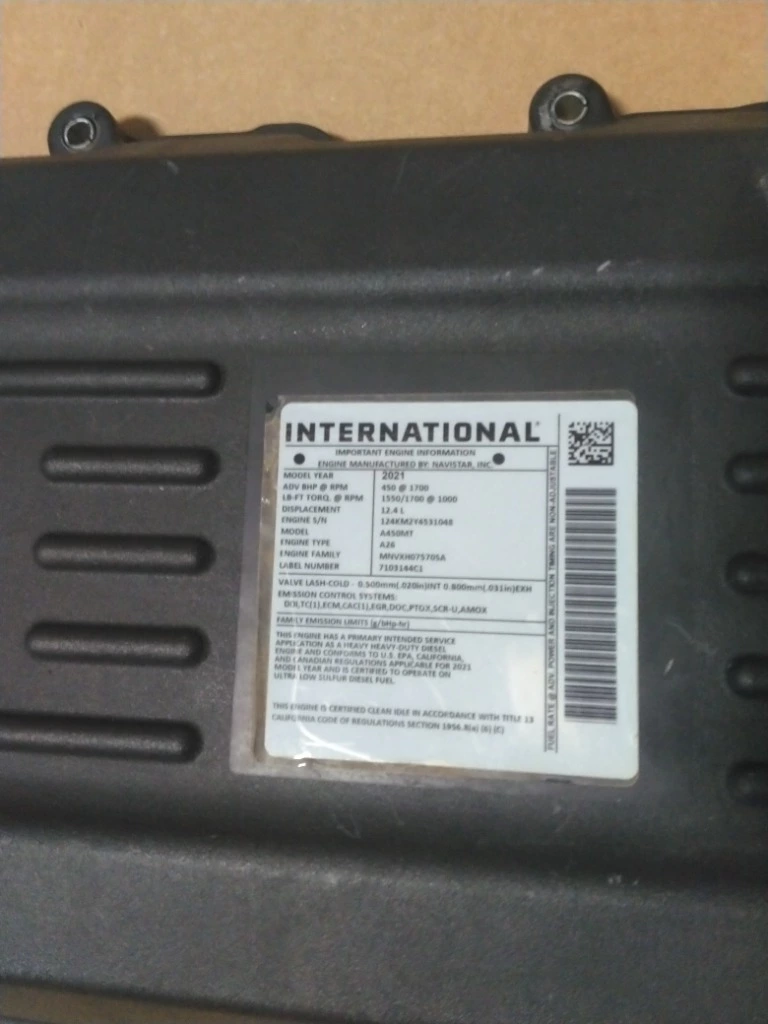 INTERNATIONAL
IMPORTANT ENGINE INFORMATION
ENGINE MANUFACTURED BY: NAVISTAR, INC.
MODEL YEAR 2021
ADV BHP @ RPM 450 @ 1700
LB-FT TORQ. @ RPM 1550/1700 @ 1000
DISPLACEMENT 12.4 L
ENGINE S/N 124KM2Y4531048
MODEL A450MT
ENGINE TYPE A26
ENGINE FAMILY MNVXH075705A
LABEL NUMBER 7103144C1
VALVE LASH-COLD - 0.500mm(.020in)INT 0.800mm(.031in)EXH
EMISSION CONTROL SYSTEMS:
DDI,TC(1),ECM,CAC(1),EGR,DOC,PTOX,SCR-U,AMOX
FAMILY EMISSION LIMITS (g/bHp-hr)
THIS ENGINE HAS A PRIMARY INTENDED SERVICE
APPLICATION AS A HEAVY HEAVY-DUTY DIESEL
ENGINE AND CONFORMS TO U.S. EPA, CALIFORNIA,
AND CANADIAN REGULATIONS APPLICABLE FOR 2021
MODEL YEAR AND IS CERTIFIED TO OPERATE ON
ULTRA LOW SULFUR DIESEL FUEL.
THIS ENGINE IS CERTIFIED CLEAN IDLE IN ACCORDANCE WITH TITLE 13
CALIFORNIA CODE OF REGULATIONS SECTION 1956.8(a) (6) (C)
FUEL RATE @ ADV. POWER AND INJECTION TIMING ARE NON-ADJUSTABLE